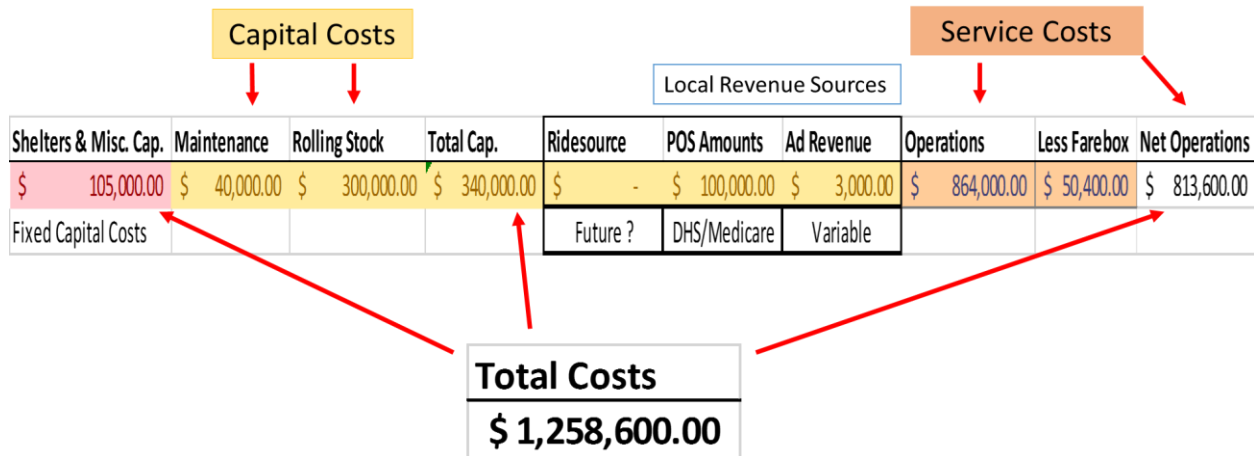 Capital Costs
Service Costs
Local Revenue Sources
Shelters & Misc. Cap. Maintenance Rolling Stock Total Cap. Ridesource POS Amounts Ad Revenue Operations Less Farebox Net Operations
$ 105,000.00 $ 40,000.00 $ 300,000.00 $ 340,000.00 $ - $ 100,000.00 $ 3,000.00 $ 864,000.00 $ 50,400.00 $ 813,600.00
Fixed Capital Costs Future ? DHS/Medicare Variable
Total Costs
$ 1,258,600.00